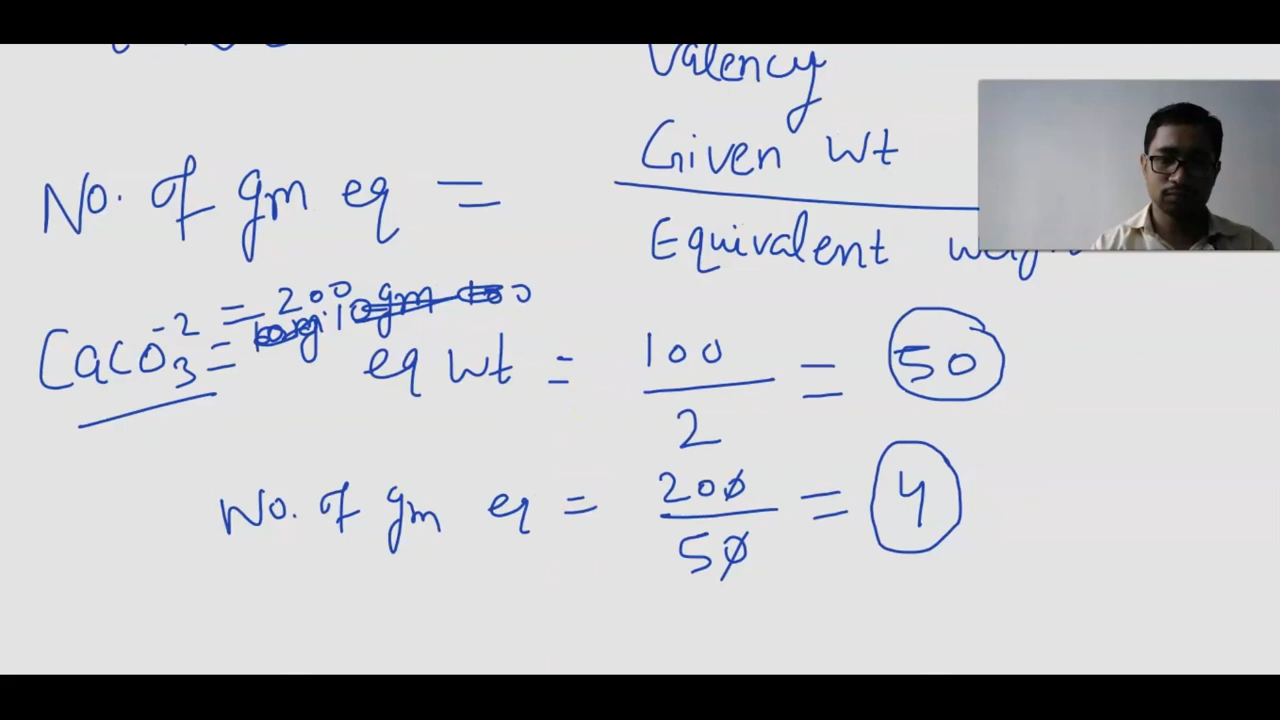 Valency
No. of gm eq = Given wt
Equivalent
CaCO3-2 = 200
= eq wt = 100 / 2 = 50
No. of gm eq = 200 / 50 = 4